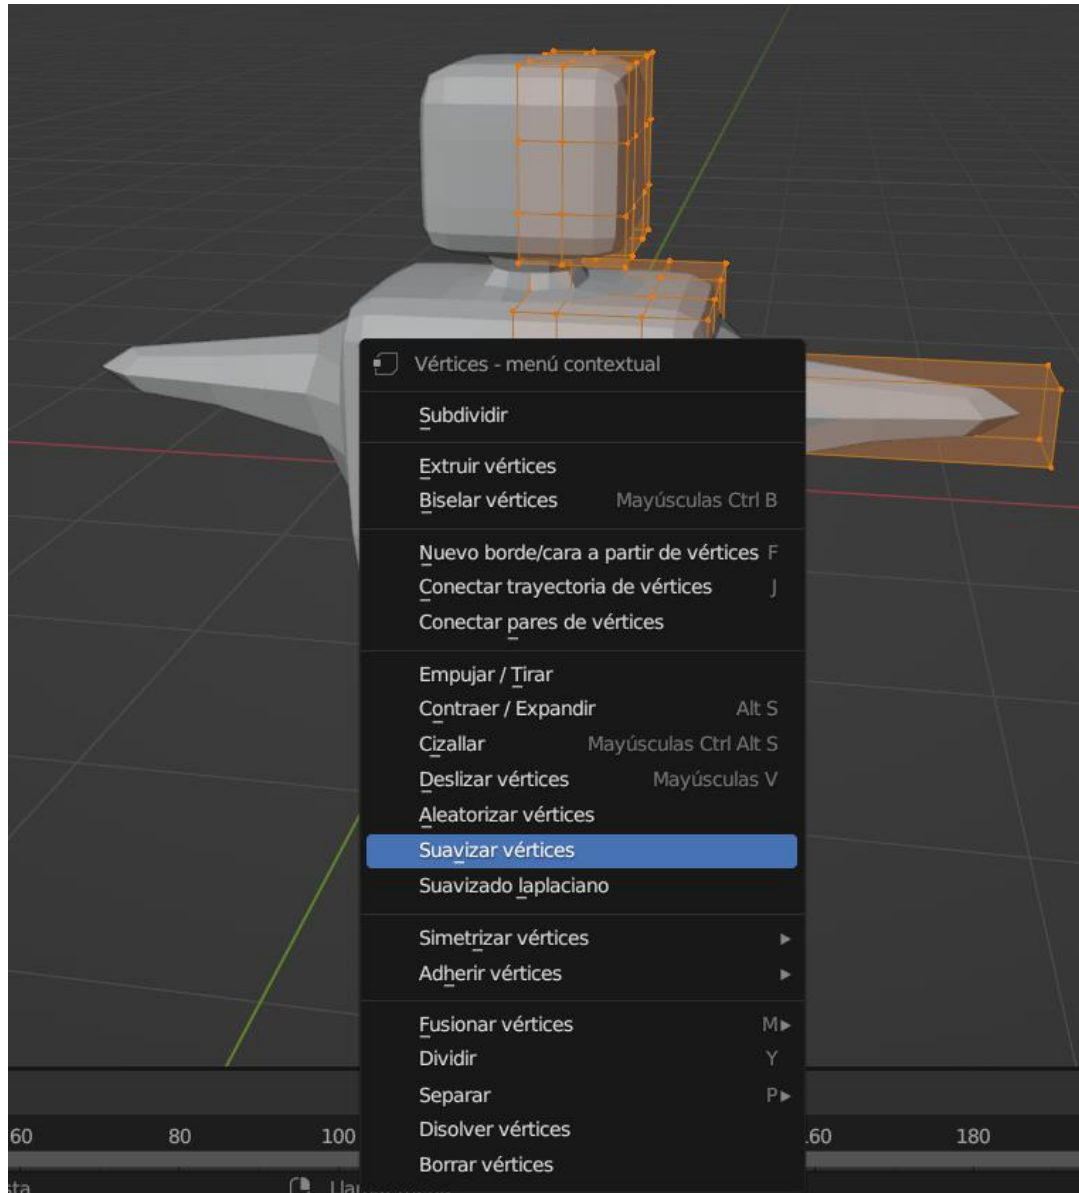 Vértices - menú contextual
Subdividir
Extruir vértices
Biselar vértices Mayúsculas Ctrl B
Nuevo borde/cara a partir de vértices F
Conectar trayectoria de vértices J
Conectar pares de vértices
Empujar / Tirar
Contraer / Expandir Alt S
Cizallar Mayúsculas Ctrl Alt S
Deslizar vértices Mayúsculas V
Aleatorizar vértices
Suavizar vértices
Suavizado laplaciano
Simetrizar vértices
Adherir vértices
Fusionar vértices M
Dividir Y
Separar P
Disolver vértices
Borrar vértices
60 80 100 160 180